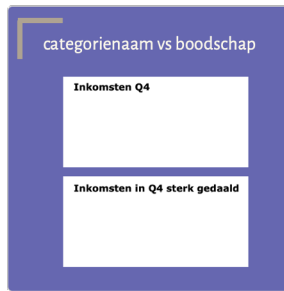 categorienaam vs boodschap
Inkomsten Q4
Inkomsten in Q4 sterk gedaald